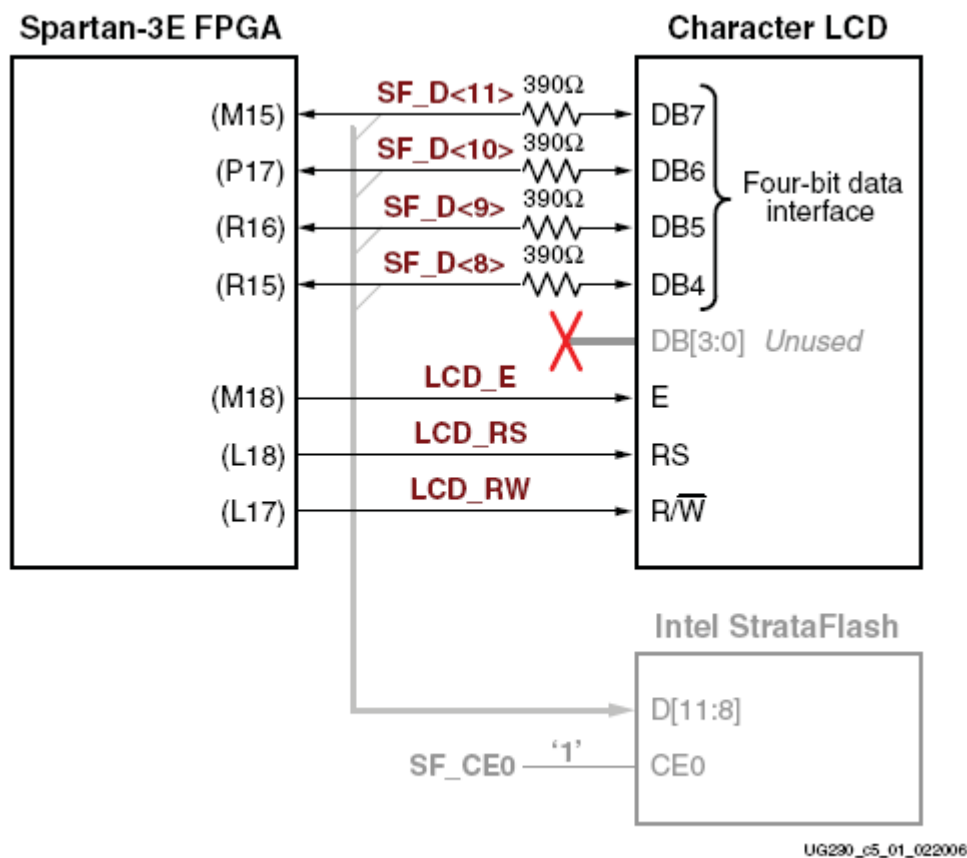 Spartan-3E FPGA
Character LCD
(M15) SF_D<11> 390Ω DB7
(P17) SF_D<10> 390Ω DB6
(R16) SF_D<9> 390Ω DB5
(R15) SF_D<8> 390Ω DB4
Four-bit data
interface
DB[3:0] Unused
(M18) LCD_E E
(L18) LCD_RS RS
(L17) LCD_RW R/W̅
Intel StrataFlash
D[11:8]
SF_CE0 ‘1’ CE0
UG230_c5_01_022006